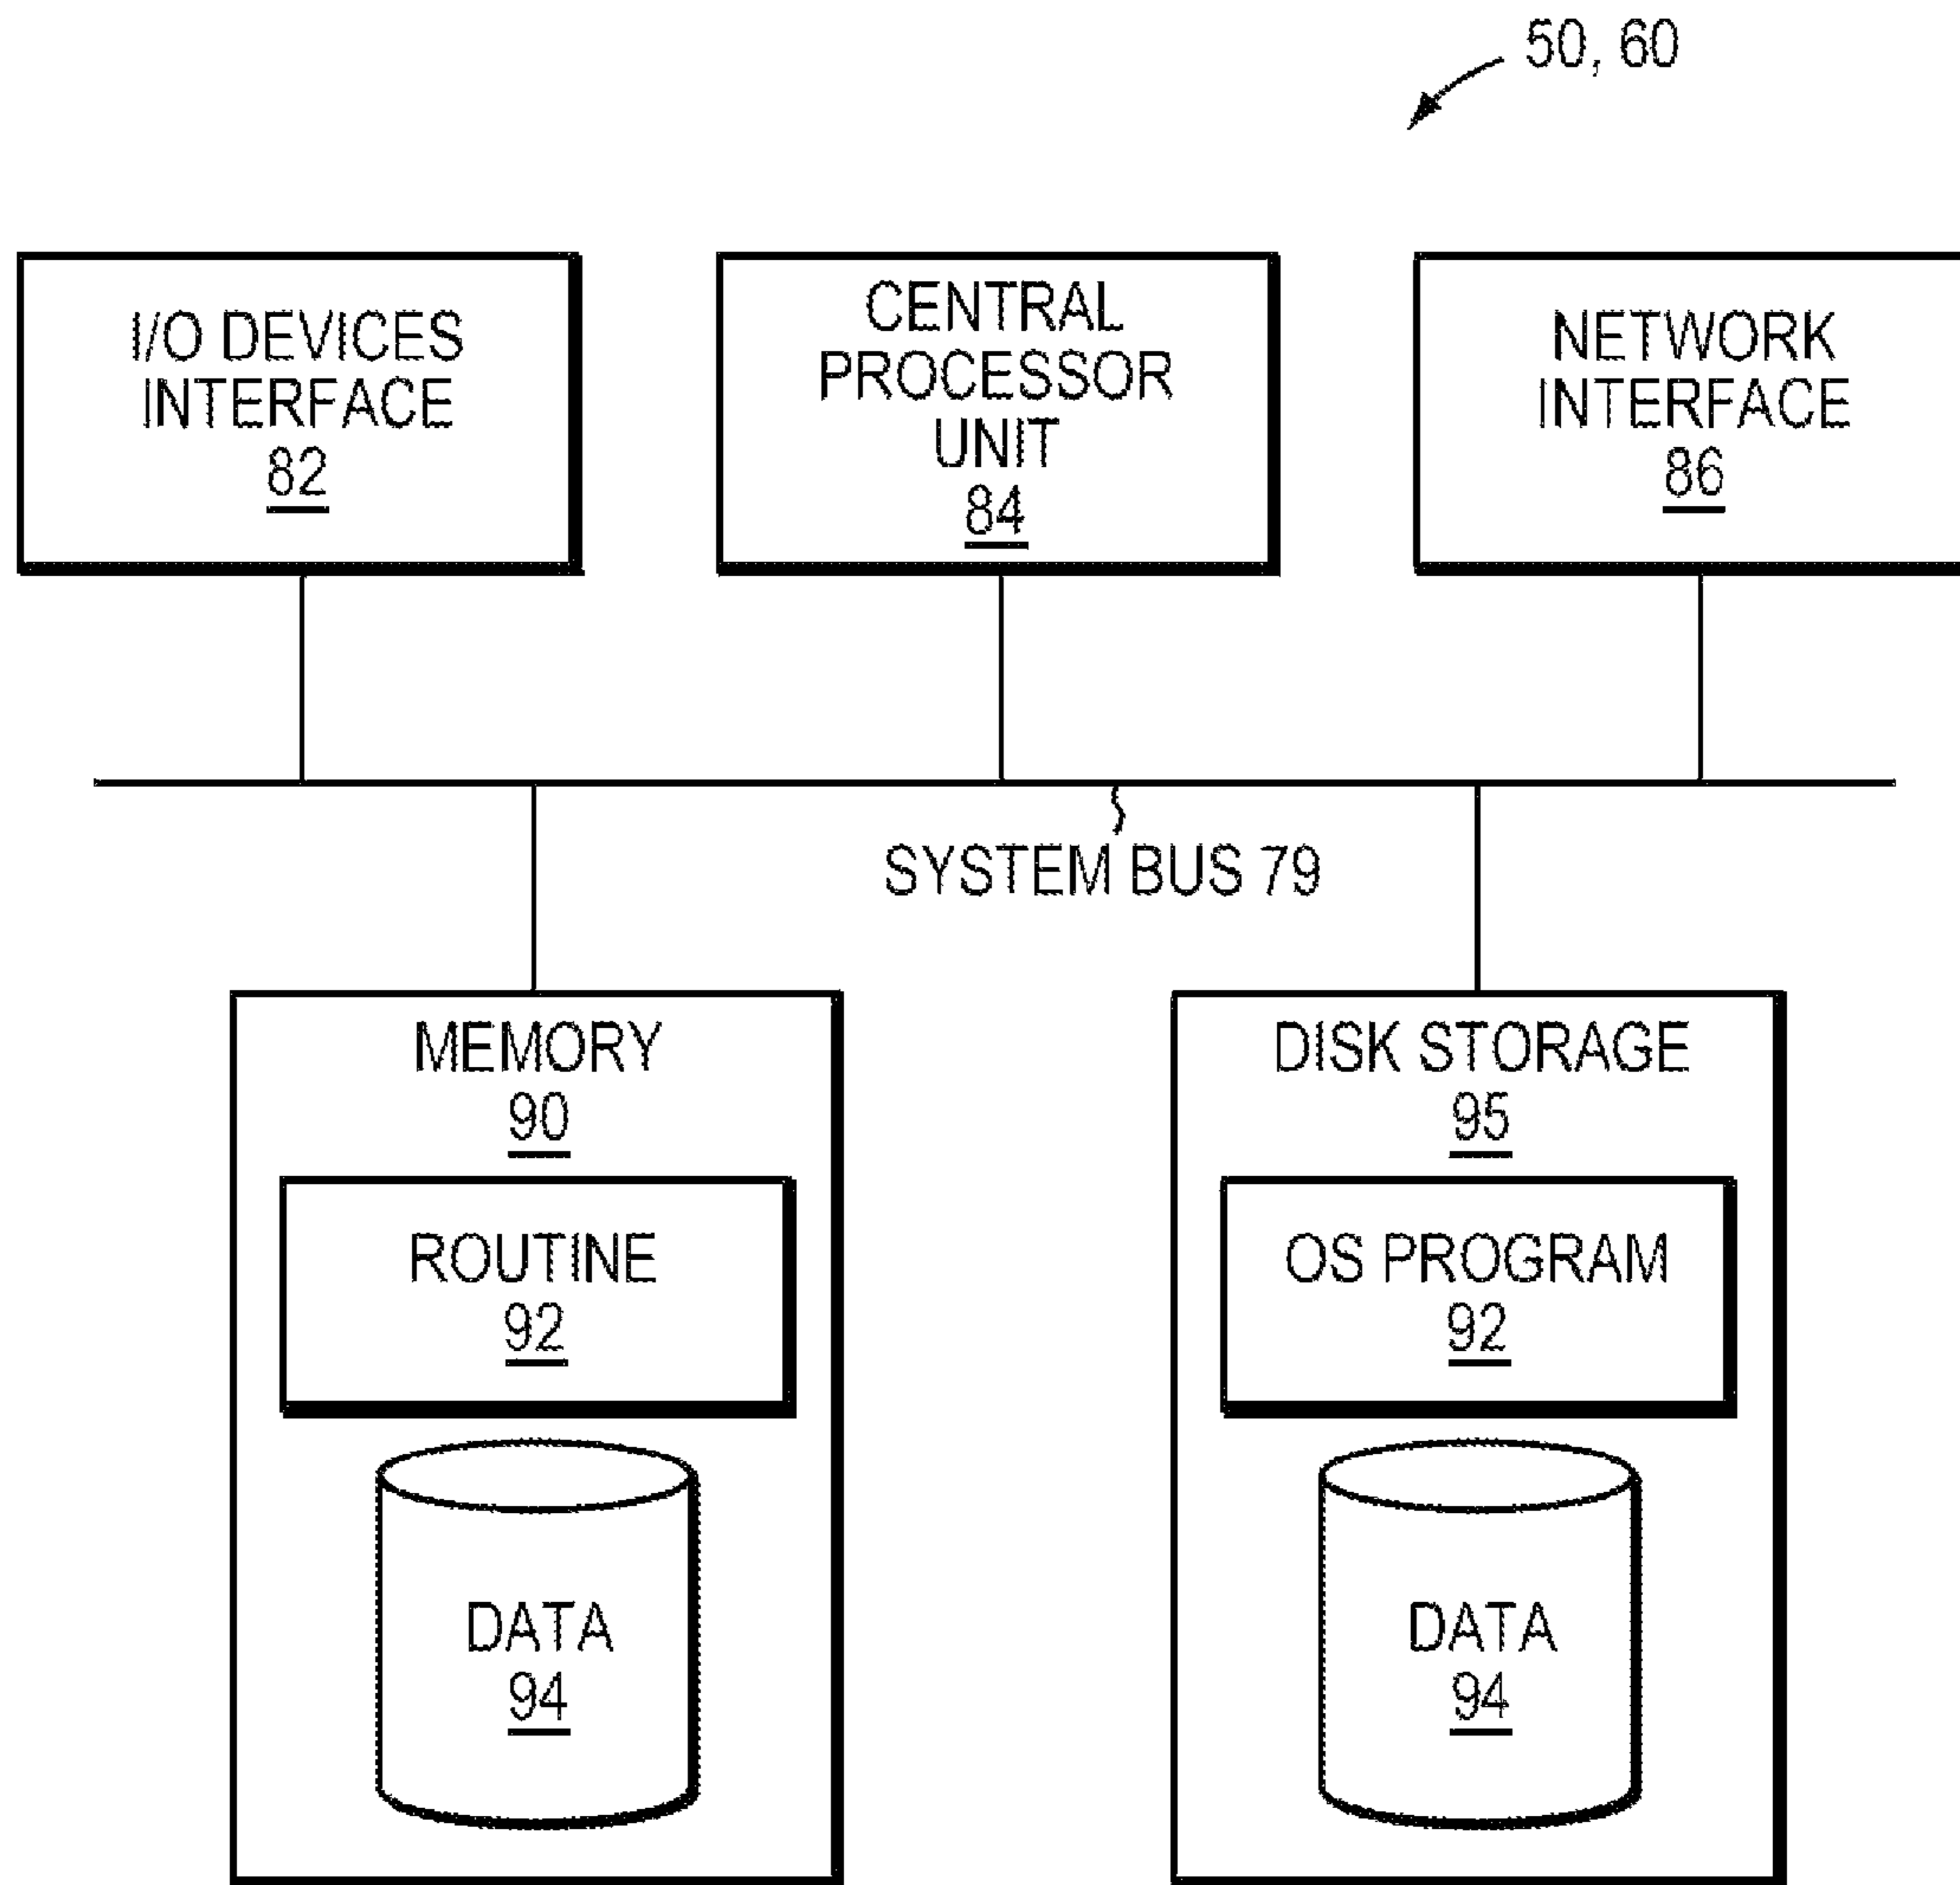 50, 60
I/O DEVICES
INTERFACE
82
CENTRAL
PROCESSOR
UNIT
84
NETWORK
INTERFACE
86
SYSTEM BUS 79
MEMORY
90
ROUTINE
92
DATA
94
DISK STORAGE
95
OS PROGRAM
92
DATA
94